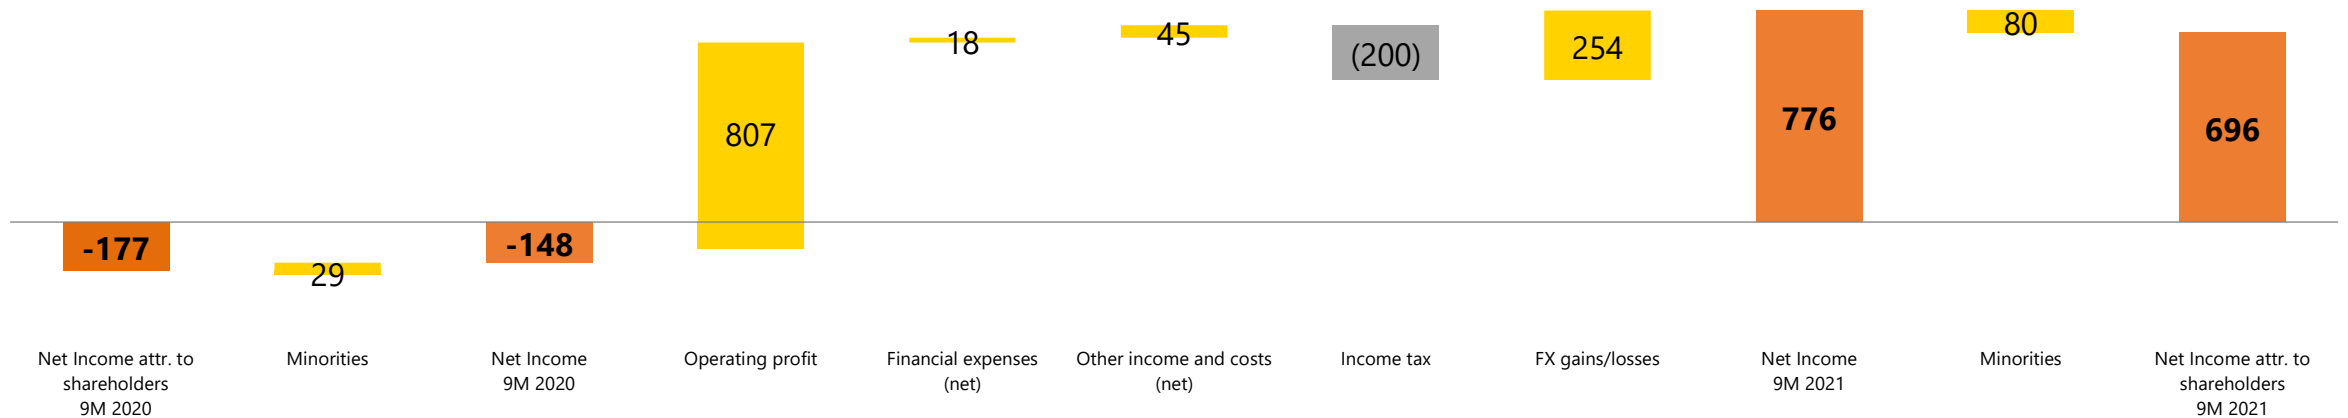 -177
29
-148
807
18
45
(200)
254
776
80
696
Net Income attr. to
shareholders
9M 2020
Minorities
Net Income
9M 2020
Operating profit
Financial expenses
(net)
Other income and costs
(net)
Income tax
FX gains/losses
Net Income
9M 2021
Minorities
Net Income attr. to
shareholders
9M 2021